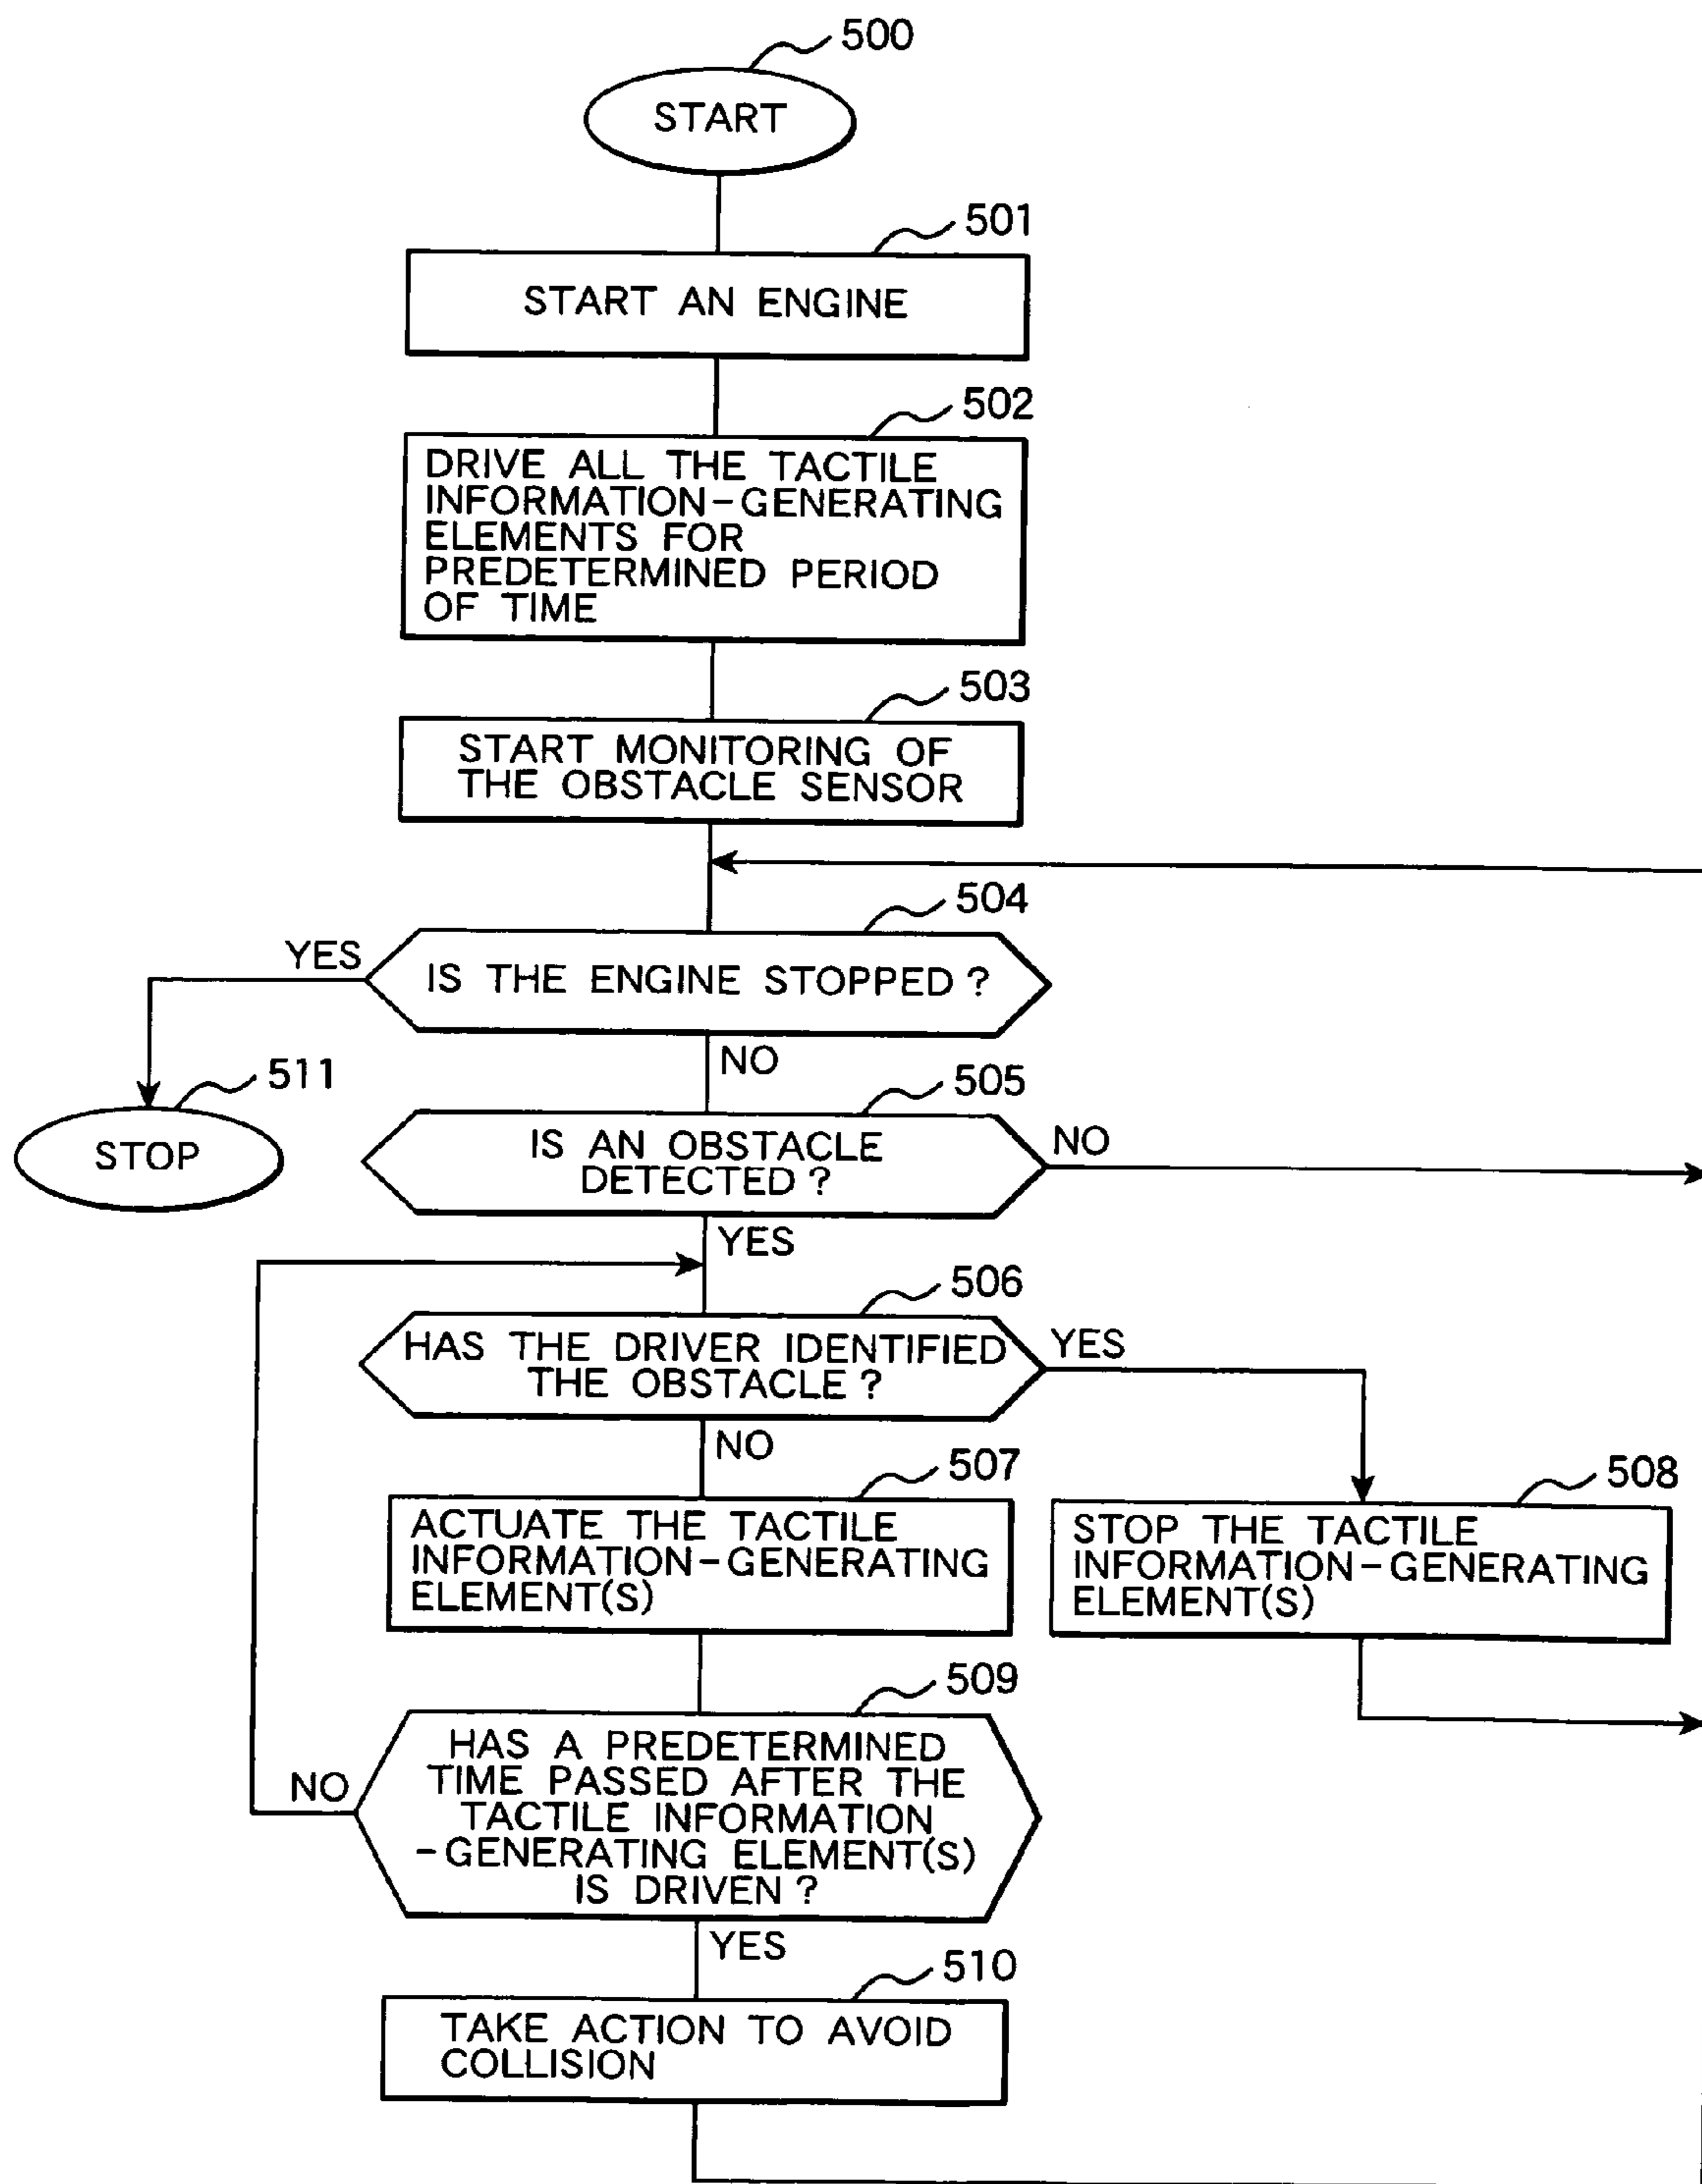 500
START
501
START AN ENGINE
502
DRIVE ALL THE TACTILE
INFORMATION-GENERATING
ELEMENTS FOR
PREDETERMINED PERIOD
OF TIME
503
START MONITORING OF
THE OBSTACLE SENSOR
504
YES
IS THE ENGINE STOPPED?
NO
511
STOP
505
IS AN OBSTACLE
DETECTED?
NO
YES
506
HAS THE DRIVER IDENTIFIED
THE OBSTACLE?
YES
NO
507
ACTUATE THE TACTILE
INFORMATION-GENERATING
ELEMENT(S)
508
STOP THE TACTILE
INFORMATION-GENERATING
ELEMENT(S)
509
HAS A PREDETERMINED
TIME PASSED AFTER THE
TACTILE INFORMATION
-GENERATING ELEMENT(S)
IS DRIVEN?
NO
YES
510
TAKE ACTION TO AVOID
COLLISION